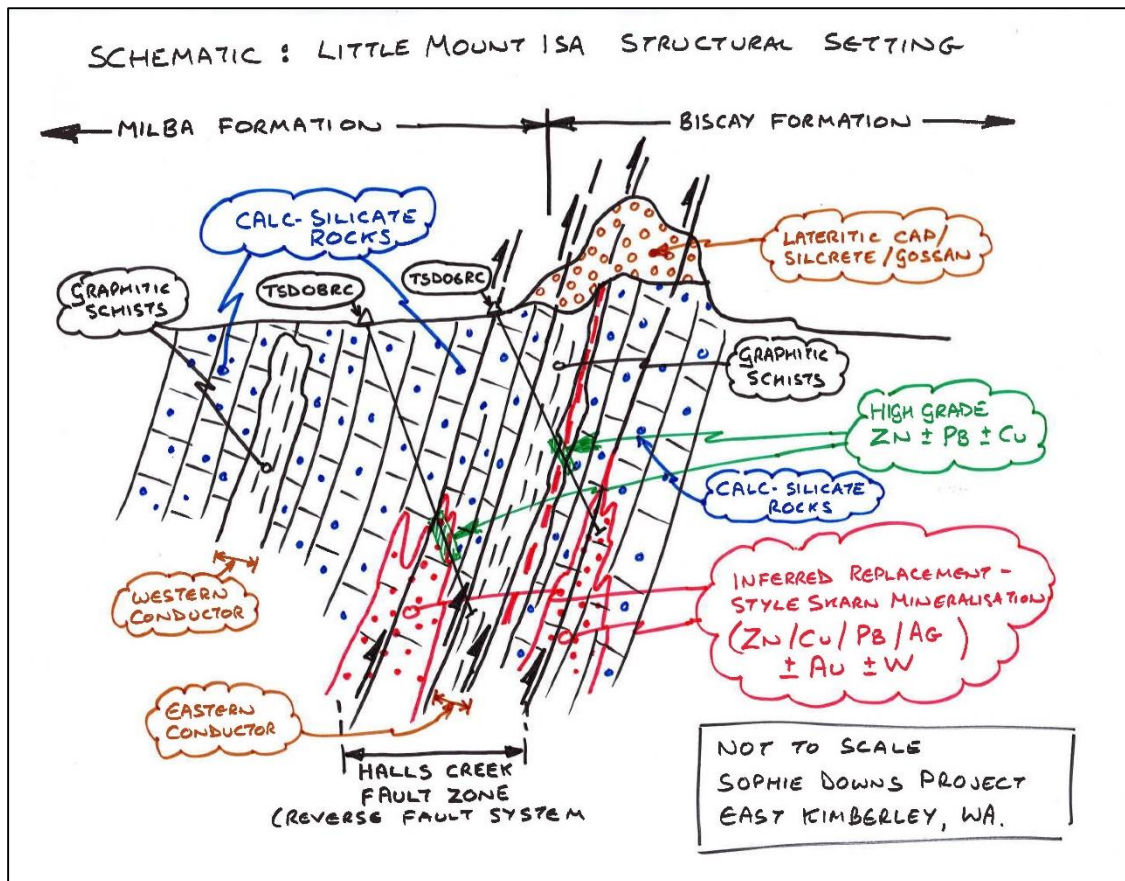 SCHEMATIC : LITTLE MOUNT ISA STRUCTURAL SETTING
MILBA FORMATION
BISCAY FORMATION
CALC-SILICATE
ROCKS
LATERITIC CAP/
SILCRETE/GOSSAN
GRAPHITIC
SCHISTS
TSD08RC
TSD06RC
GRAPHITIC
SCHISTS
HIGH GRADE
ZN ± PB ± CU
CALC-SILICATE
ROCKS
WESTERN
CONDUCTOR
INFERRED REPLACEMENT-
STYLE SKARN MINERALISATION
(ZN/CU/PB/AG)
± AU ± W
EASTERN
CONDUCTOR
HALLS CREEK
FAULT ZONE
(REVERSE FAULT SYSTEM
NOT TO SCALE
SOPHIE DOWNS PROJECT
EAST KIMBERLEY, WA.